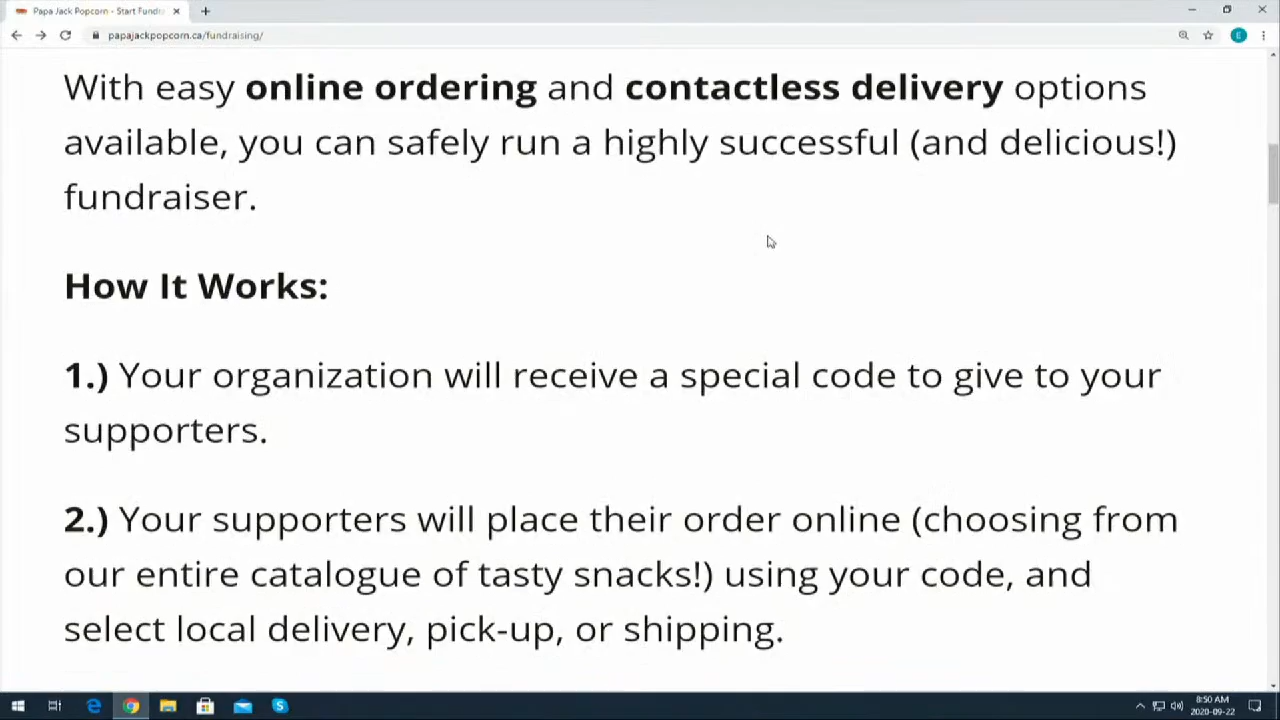 Papa Jack Popcorn - Start Fundr
papajackpopcorn.ca/fundraising/
E
With easy online ordering and contactless delivery options
available, you can safely run a highly successful (and delicious!)
fundraiser.
How It Works:
1.) Your organization will receive a special code to give to your
supporters.
2.) Your supporters will place their order online (choosing from
our entire catalogue of tasty snacks!) using your code, and
select local delivery, pick-up, or shipping.
8:50 AM
2020-09-22